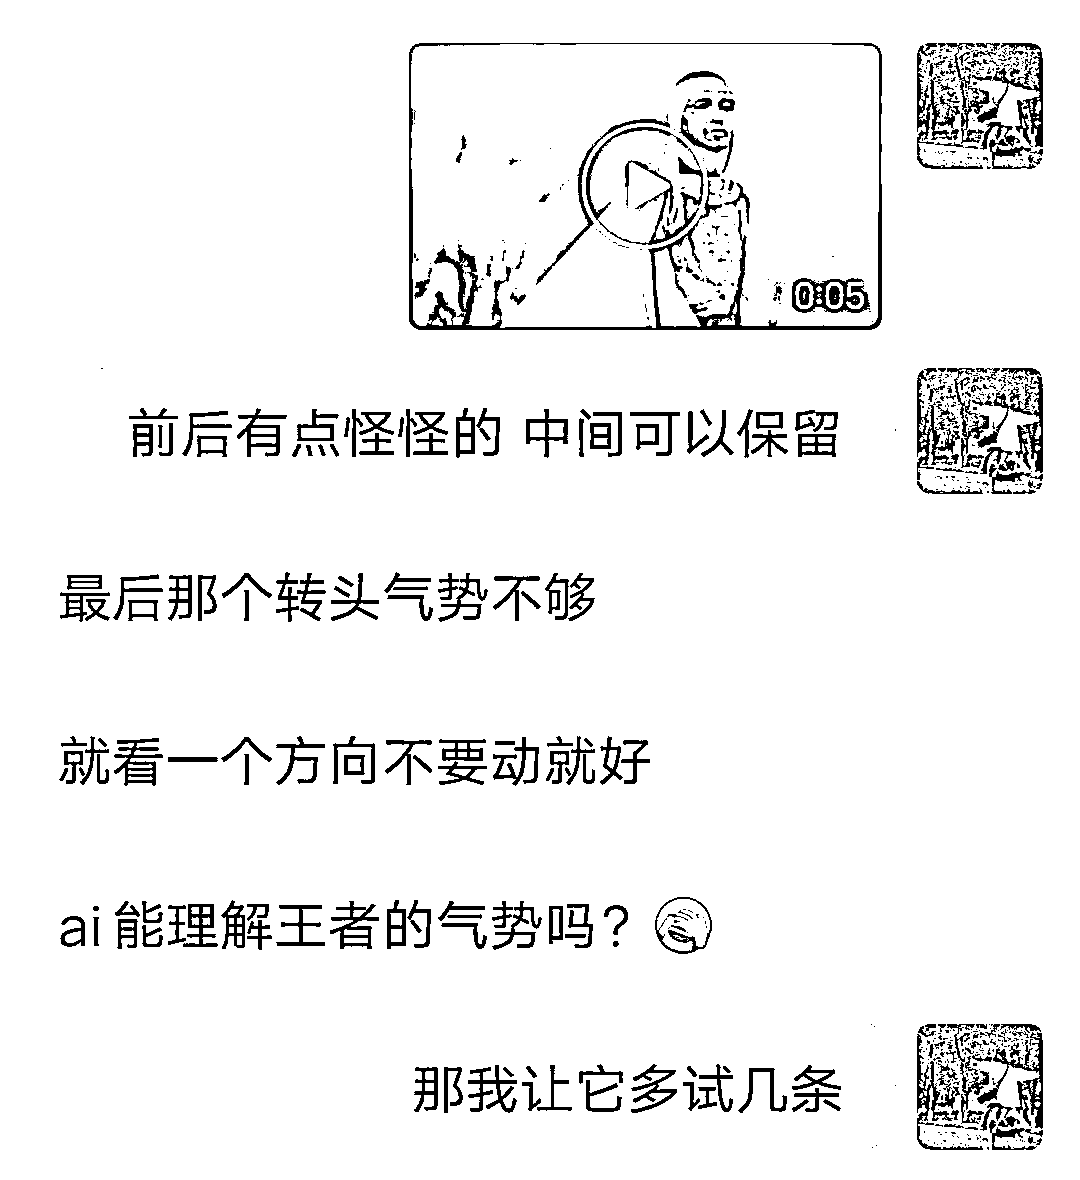 0:05
前后有点怪怪的 中间可以保留
最后那个转头气势不够
就看一个方向不要动就好
ai能理解王者的气势吗？
那我让它多试几条